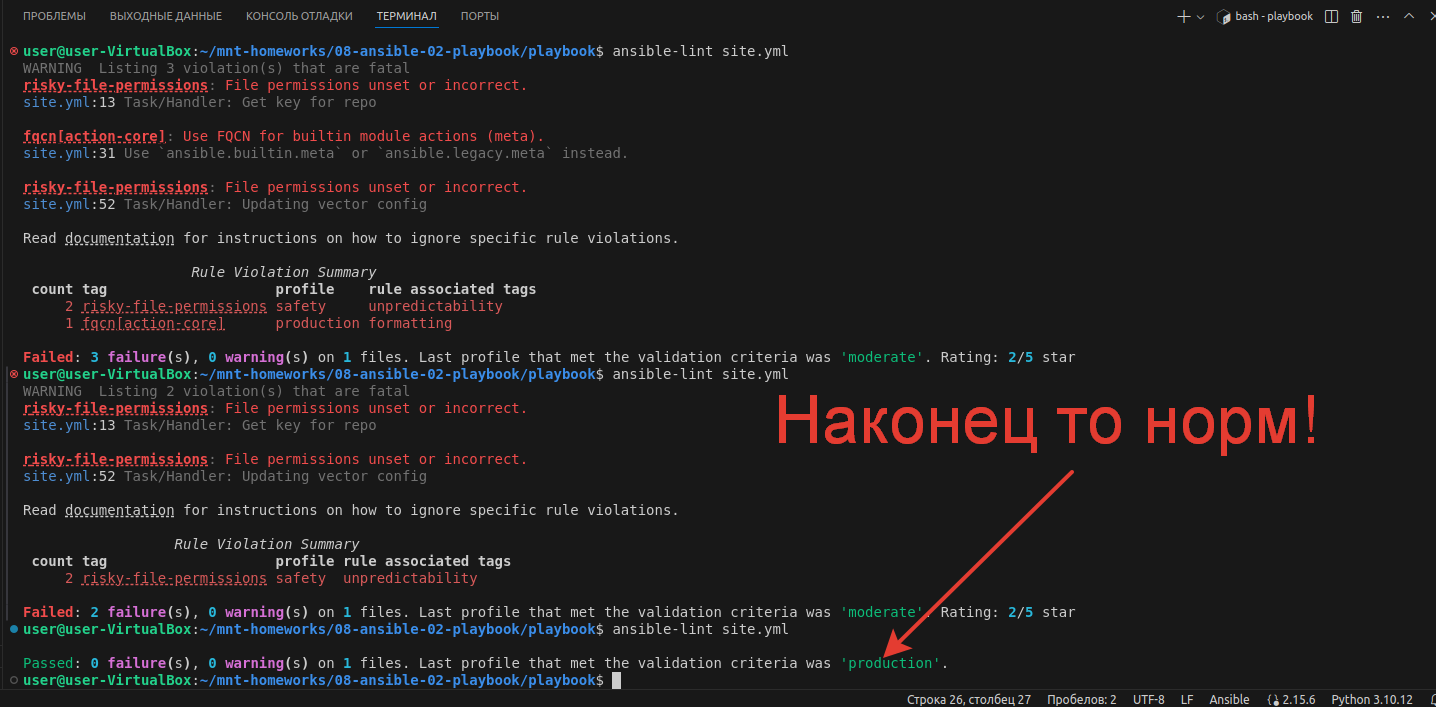 ПРОБЛЕМЫ ВЫХОДНЫЕ ДАННЫЕ КОНСОЛЬ ОТЛАДКИ ТЕРМИНАЛ ПОРТЫ bash - playbook
user@user-VirtualBox:~/mnt-homeworks/08-ansible-02-playbook/playbook$ ansible-lint site.yml
WARNING  Listing 3 violation(s) that are fatal
risky-file-permissions: File permissions unset or incorrect.
site.yml:13 Task/Handler: Get key for repo
fqcn[action-core]: Use FQCN for builtin module actions (meta).
site.yml:31 Use `ansible.builtin.meta` or `ansible.legacy.meta` instead.
risky-file-permissions: File permissions unset or incorrect.
site.yml:52 Task/Handler: Updating vector config
Read documentation for instructions on how to ignore specific rule violations.
Rule Violation Summary
count tag profile rule associated tags
2 risky-file-permissions safety unpredictability
1 fqcn[action-core] production formatting
Failed: 3 failure(s), 0 warning(s) on 1 files. Last profile that met the validation criteria was 'moderate'. Rating: 2/5 star
user@user-VirtualBox:~/mnt-homeworks/08-ansible-02-playbook/playbook$ ansible-lint site.yml
WARNING  Listing 2 violation(s) that are fatal
risky-file-permissions: File permissions unset or incorrect.
site.yml:13 Task/Handler: Get key for repo
Наконец то норм!
risky-file-permissions: File permissions unset or incorrect.
site.yml:52 Task/Handler: Updating vector config
Read documentation for instructions on how to ignore specific rule violations.
Rule Violation Summary
count tag profile rule associated tags
2 risky-file-permissions safety unpredictability
Failed: 2 failure(s), 0 warning(s) on 1 files. Last profile that met the validation criteria was 'moderate'. Rating: 2/5 star
user@user-VirtualBox:~/mnt-homeworks/08-ansible-02-playbook/playbook$ ansible-lint site.yml
Passed: 0 failure(s), 0 warning(s) on 1 files. Last profile that met the validation criteria was 'production'.
user@user-VirtualBox:~/mnt-homeworks/08-ansible-02-playbook/playbook$
Строка 26, столбец 27 Пробелов: 2 UTF-8 LF Ansible 2.15.6 Python 3.10.12